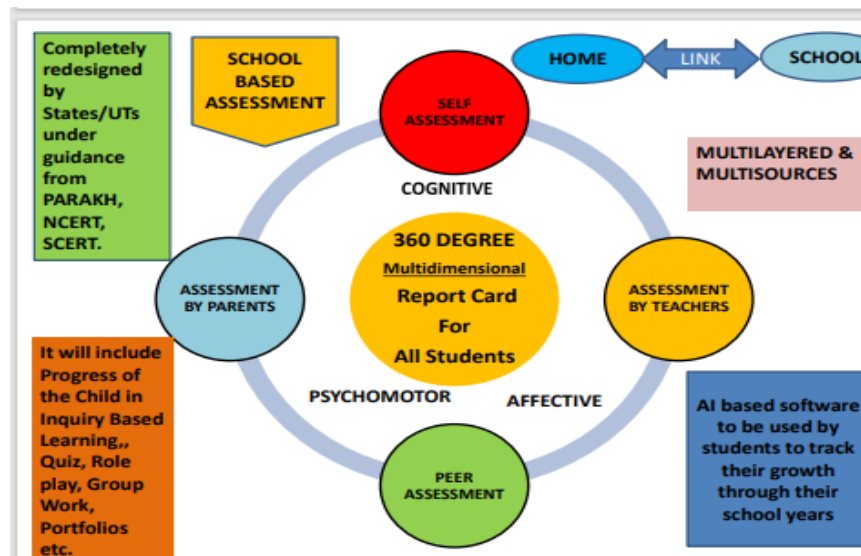 Completely
redesigned
by
States/UTs
under
guidance
from
PARAKH,
NCERT,
SCERT.
SCHOOL
BASED
ASSESSMENT
HOME
LINK
SCHOOL
SELF
ASSESSMENT
COGNITIVE
MULTILAYERED &
MULTISOURCES
360 DEGREE
Multidimensional
Report Card
For
All Students
ASSESSMENT
BY PARENTS
ASSESSMENT
BY TEACHERS
It will include
Progress of
the Child in
Inquiry Based
Learning,,
Quiz, Role
play, Group
Work,
Portfolios
etc.
PSYCHOMOTOR
AFFECTIVE
PEER
ASSESSMENT
AI based software
to be used by
students to track
their growth
through their
school years